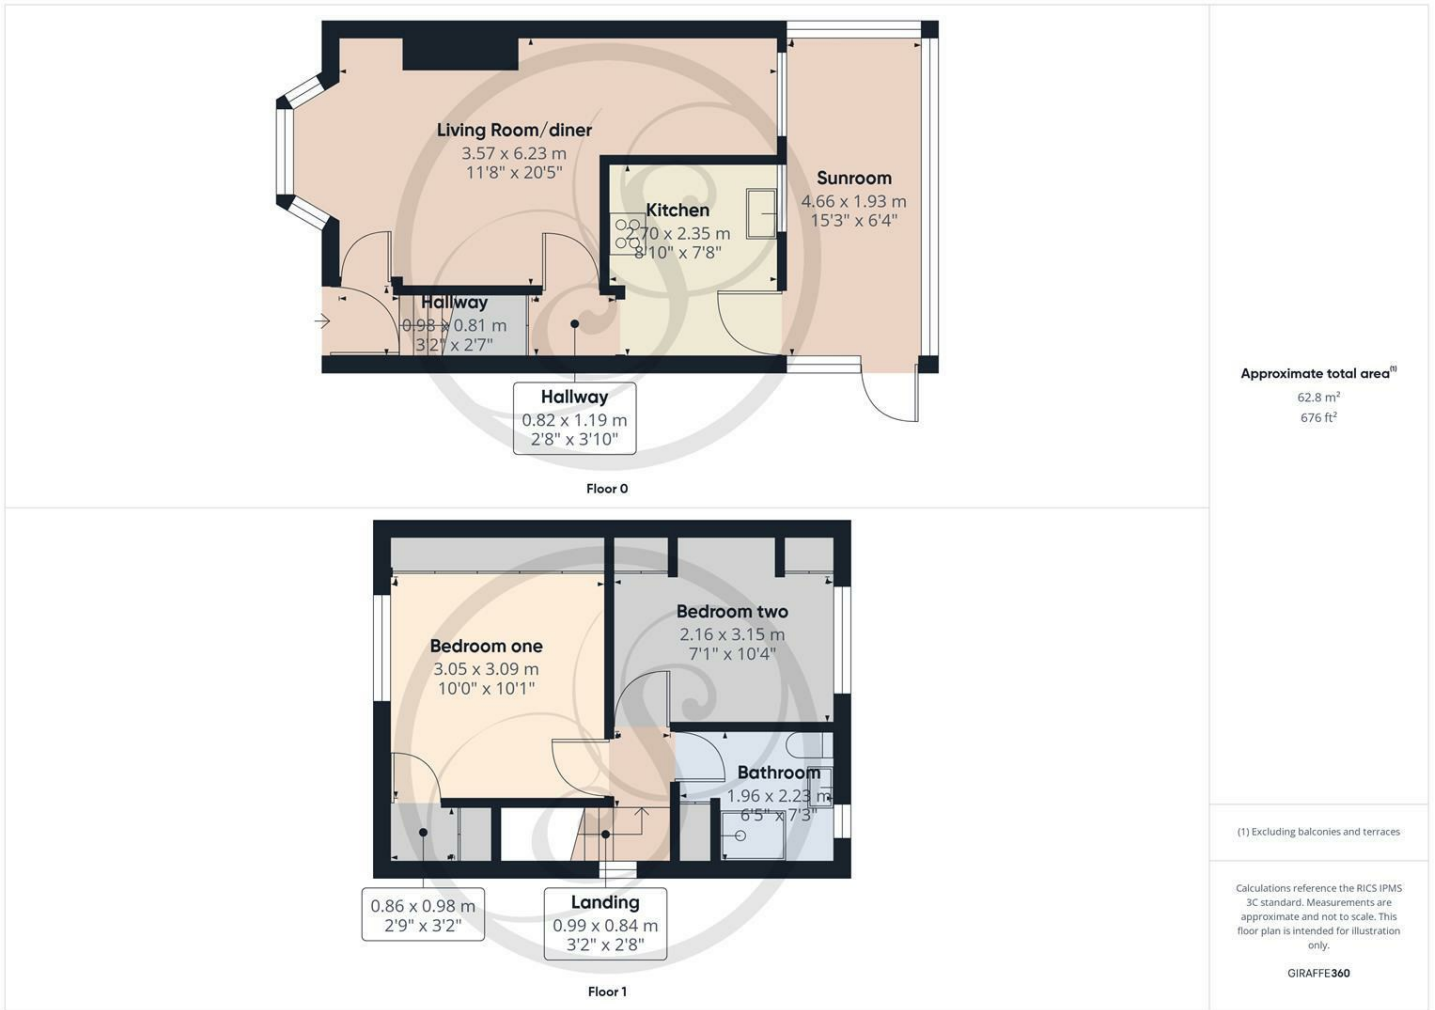 Living Room/diner
3.57 x 6.23 m
11'8" x 20'5"
Kitchen
2.70 x 2.35 m
8'10" x 7'8"
Sunroom
4.66 x 1.93 m
15'3" x 6'4"
Hallway
0.98 x 0.81 m
3'2" x 2'7"
Hallway
0.82 x 1.19 m
2'8" x 3'10"
Floor 0
Bedroom one
3.05 x 3.09 m
10'0" x 10'1"
Bedroom two
2.16 x 3.15 m
7'1" x 10'4"
Bathroom
1.96 x 2.23 m
6'5" x 7'3"
0.86 x 0.98 m
2'9" x 3'2"
Landing
0.99 x 0.84 m
3'2" x 2'8"
Floor 1
Approximate total area(1)
62.8 m²
676 ft²
(1) Excluding balconies and terraces
Calculations reference the RICS IPMS
3C standard. Measurements are
approximate and not to scale. This
floor plan is intended for illustration
only.
GIRAFFE360